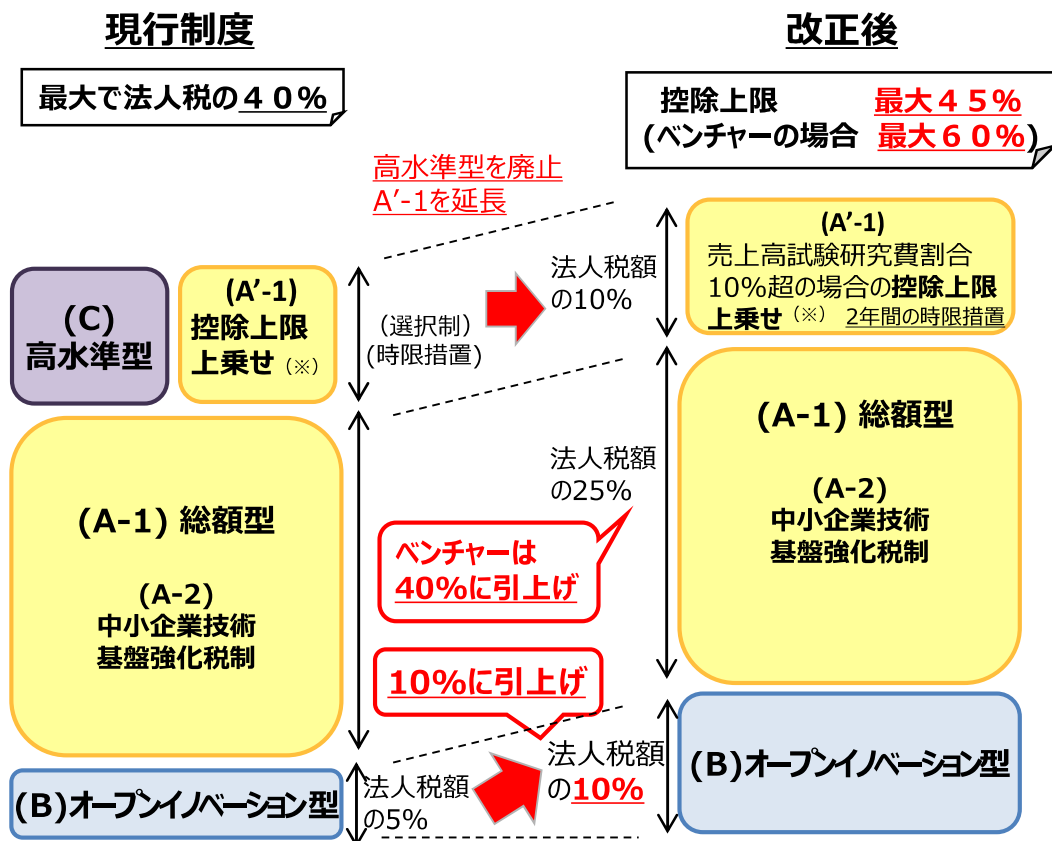 現行制度
最大で法人税の４０%
(C)
高水準型
(A’-1)
控除上限
上乗せ（※）
（選択制）
(時限措置)
(A-1) 総額型
(A-2)
中小企業技術
基盤強化税制
(B)オープンイノベーション型
法人税額
の5%
高水準型を廃止
A’-1を延長
ベンチャーは
40%に引上げ
10%に引上げ
改正後
控除上限 最大４５%
(ベンチャーの場合 最大６０%)
法人税額
の10%
(A’-1)
売上高試験研究費割合
10%超の場合の控除上限
上乗せ（※） 2年間の時限措置
法人税額
の25%
(A-1) 総額型
(A-2)
中小企業技術
基盤強化税制
法人税額
の10%
(B)オープンイノベーション型